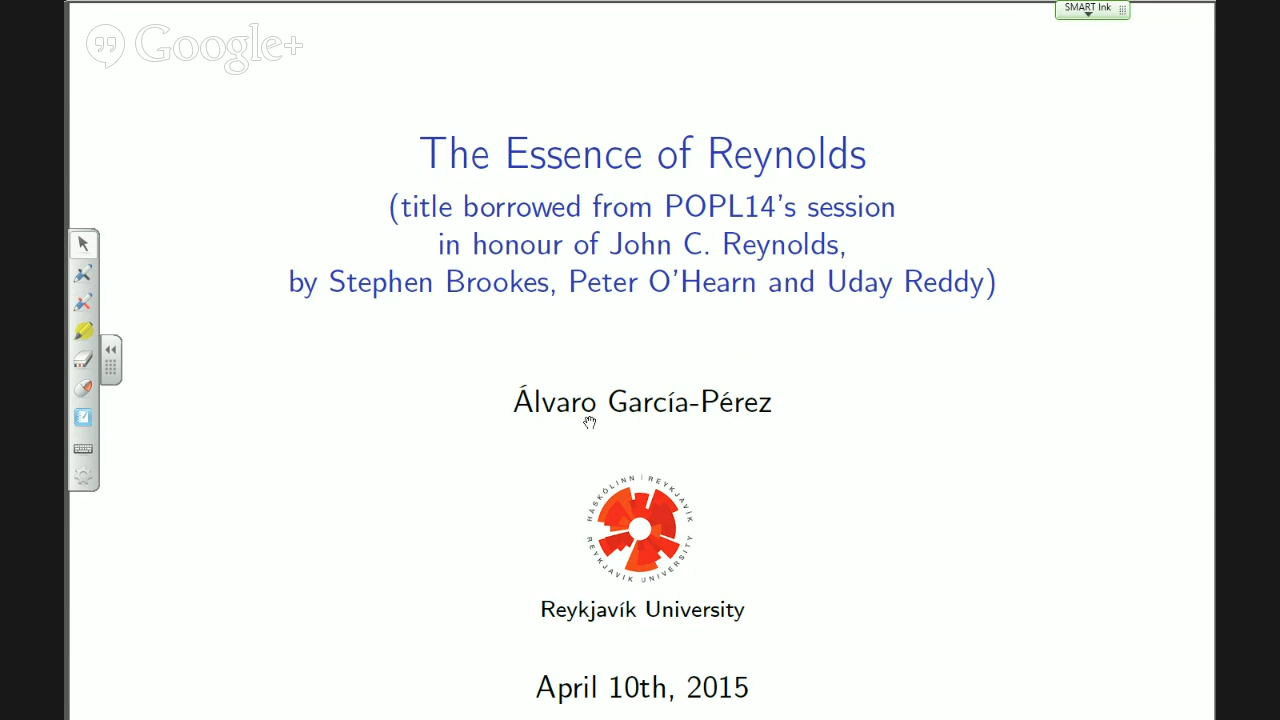 SMART Ink
Google+
The Essence of Reynolds
(title borrowed from POPL14's session
in honour of John C. Reynolds,
by Stephen Brookes, Peter O'Hearn and Uday Reddy)
Álvaro García-Pérez
HÁSKÓLINN Í REYKJAVÍK
REYKJAVIK UNIVERSITY
Reykjavík University
April 10th, 2015